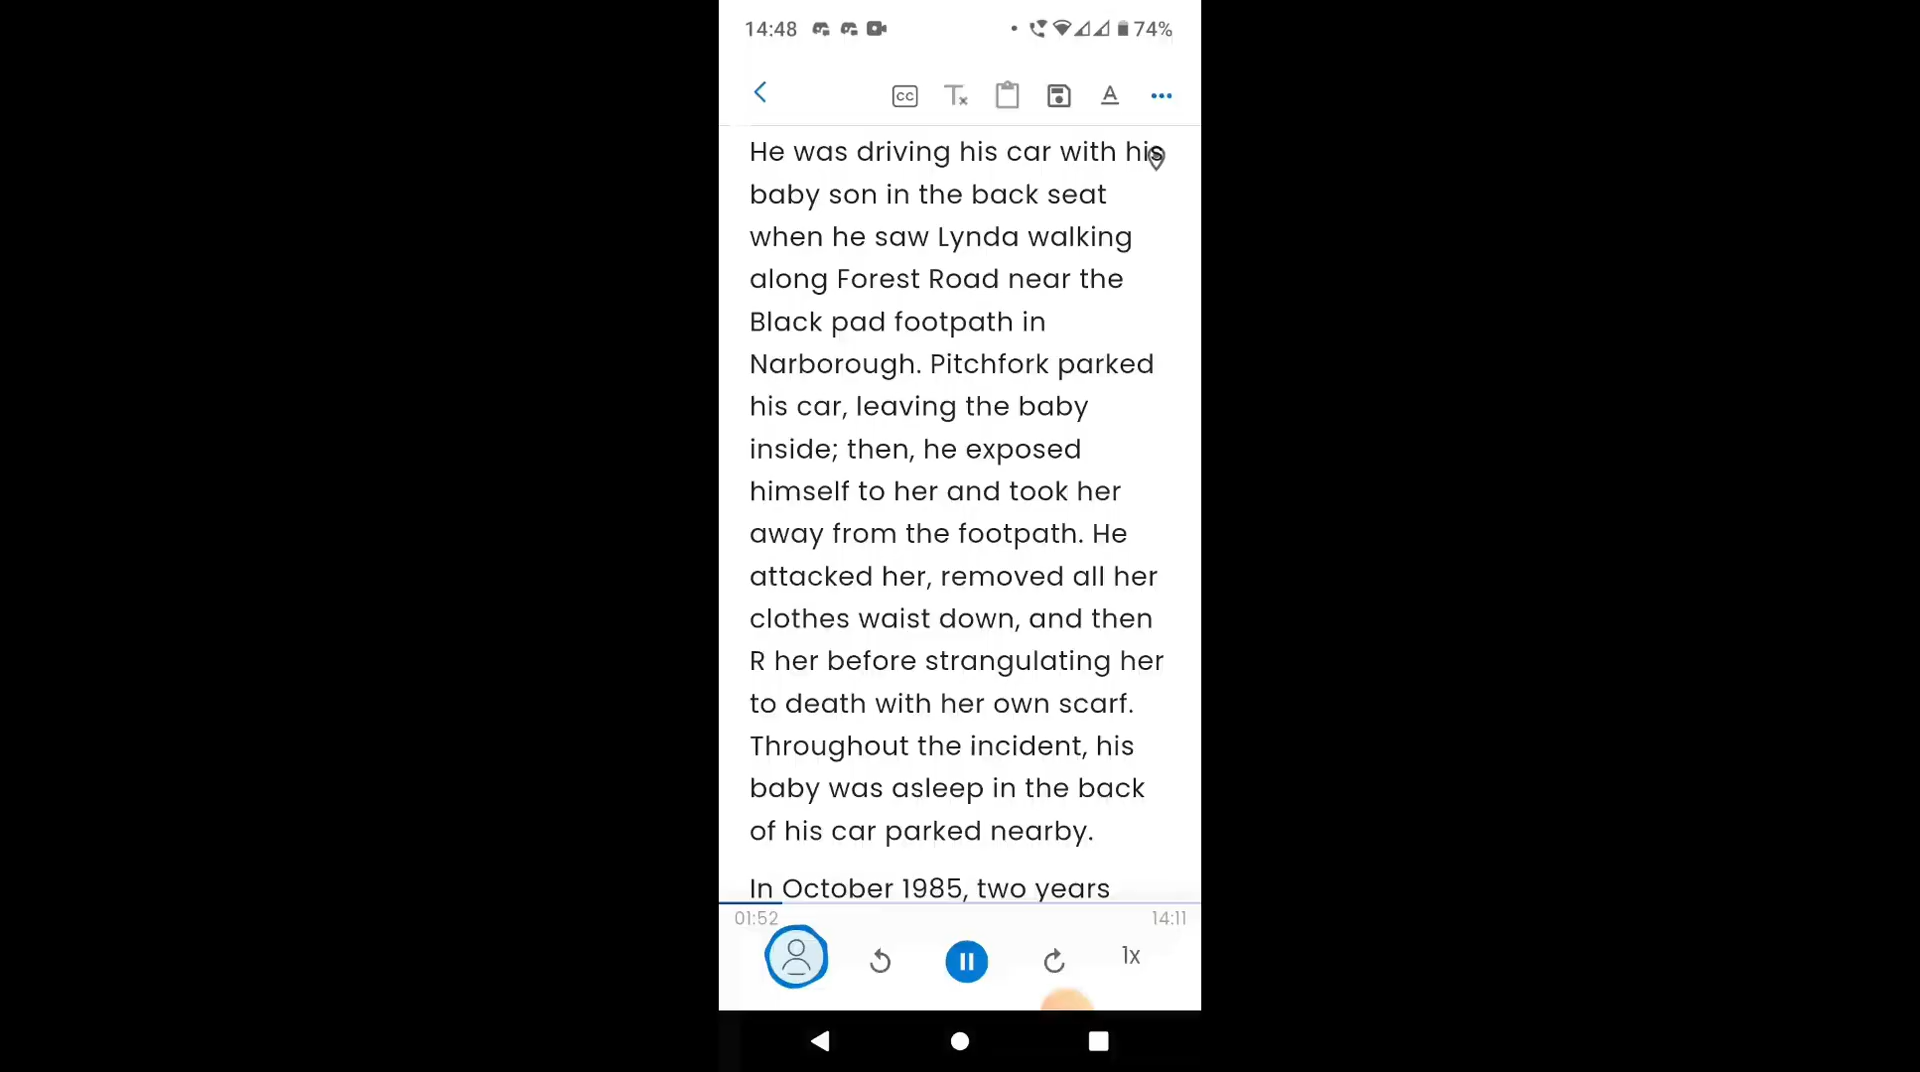 14:48 74%
CC
He was driving his car with his
baby son in the back seat
when he saw Lynda walking
along Forest Road near the
Black pad footpath in
Narborough. Pitchfork parked
his car, leaving the baby
inside; then, he exposed
himself to her and took her
away from the footpath. He
attacked her, removed all her
clothes waist down, and then
R her before strangulating her
to death with her own scarf.
Throughout the incident, his
baby was asleep in the back
of his car parked nearby.
In October 1985, two years
01:52 14:11
1x